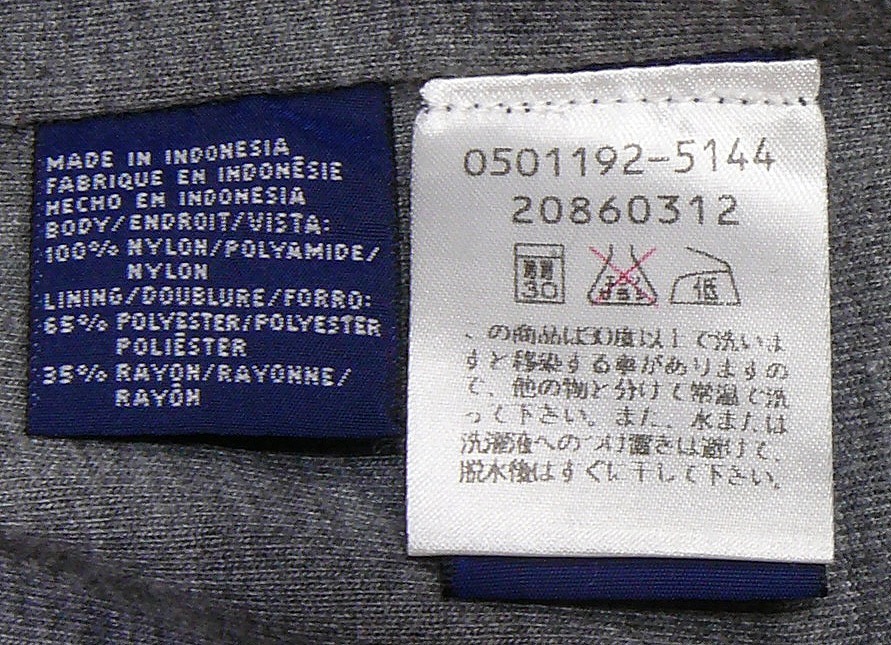 MADE IN INDONESIA
FABRIQUE EN INDONÉSIE
HECHO EN INDONESIA
BODY/ENDROIT/VISTA:
100% NYLON/POLYAMIDE/
NYLON
LINING/DOUBLURE/FORRO:
65% POLYESTER/POLYESTER
POLIÉSTER
35% RAYON/RAYONNE/
RAYÓN
0501192-5144
20860312
30
低
の商品は30度以上で洗いま
すと移染する事がありますの
で、他の物と分けて常温で洗
って下さい。また、水または
洗濯液へのつけ置きは避けて、
脱水後はすぐに干して下さい。